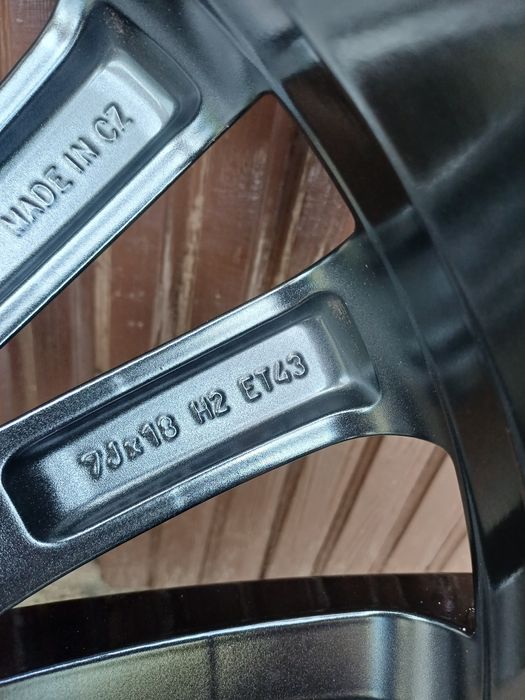 MADE IN CZ
7Jx18 H2 ET43